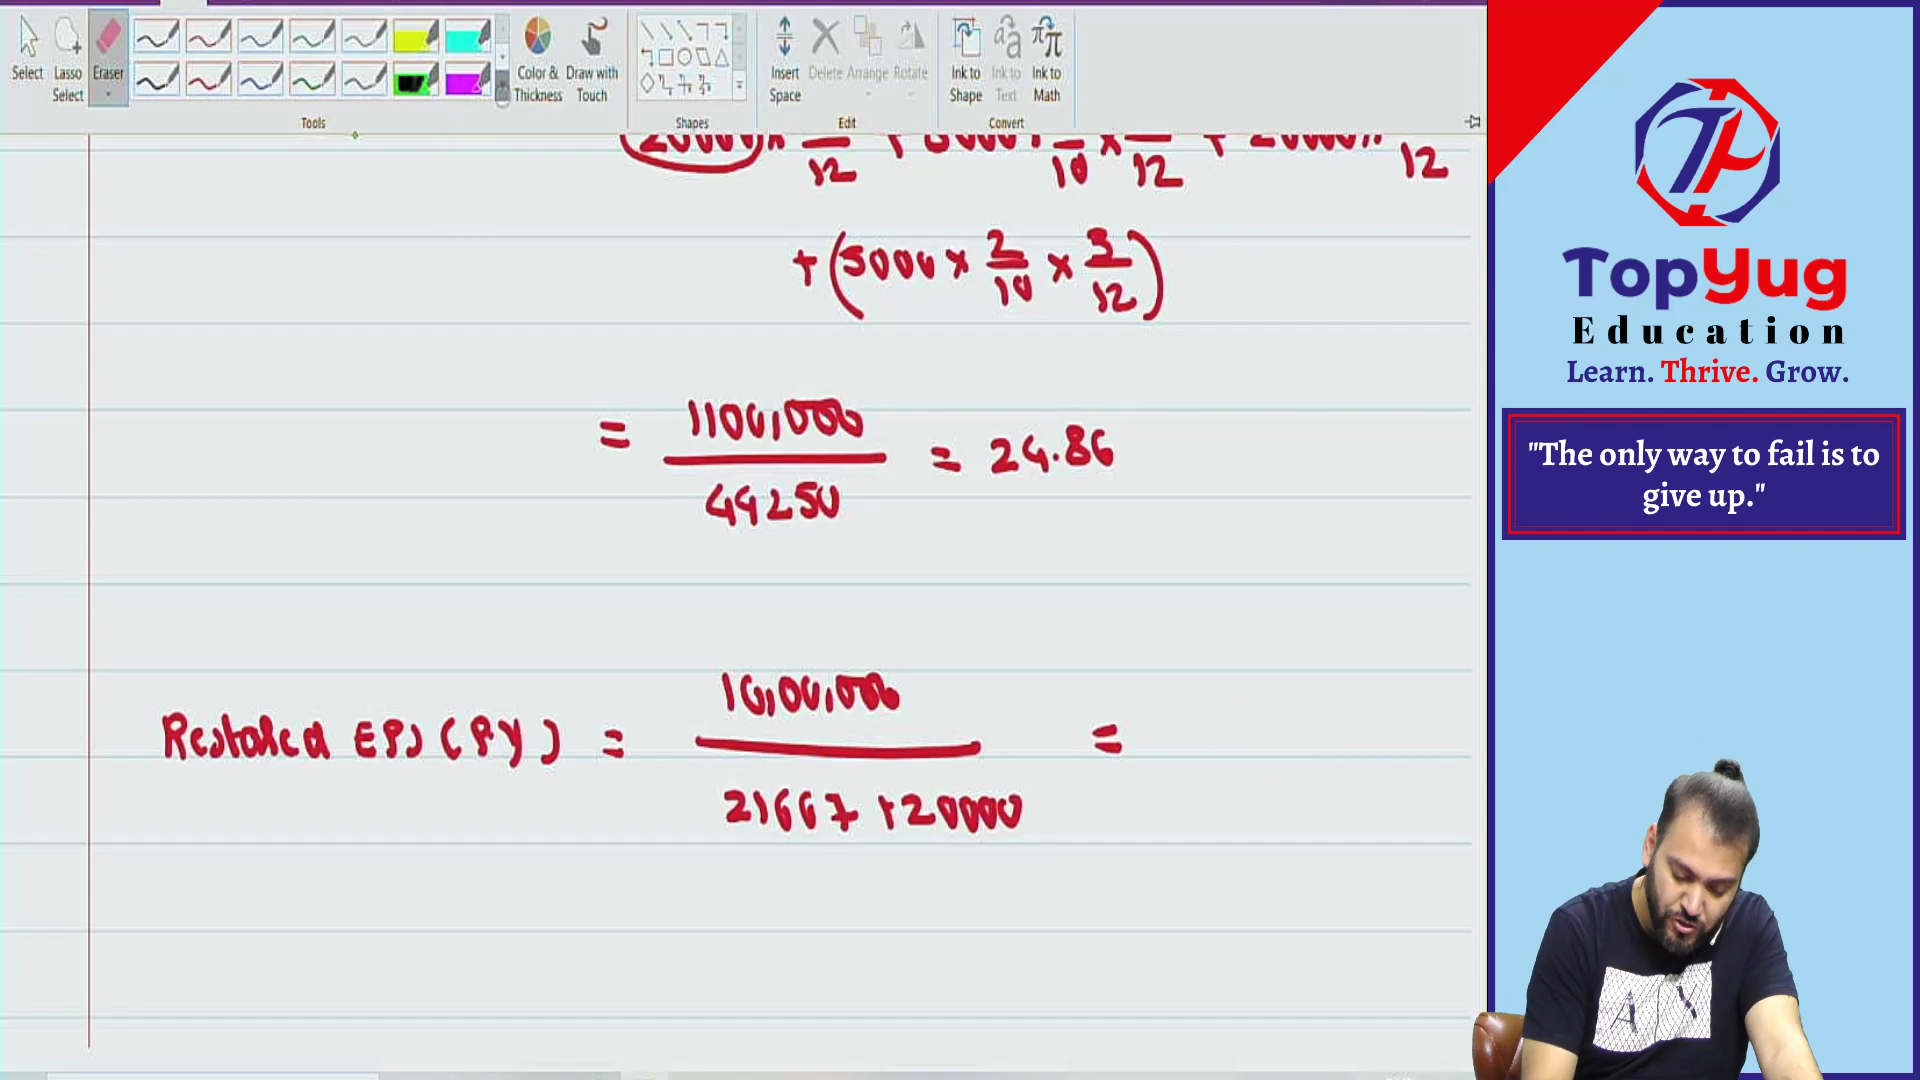 Select
Lasso Select
Eraser
Color & Thickness
Draw with Touch
Insert Space
Delete
Arrange
Rotate
Ink to Shape
Ink to Text
Ink to Math
Tools
Shapes
Edit
Convert
12 10 12 12
+ (5000 × 2/10 × 3/12)
= 1100,000 / 44250 = 24.86
Restated EPS (PY) = 10,00,000 / 21667 + 20000 =
TopYug
Education
Learn. Thrive. Grow.
"The only way to fail is to
give up."